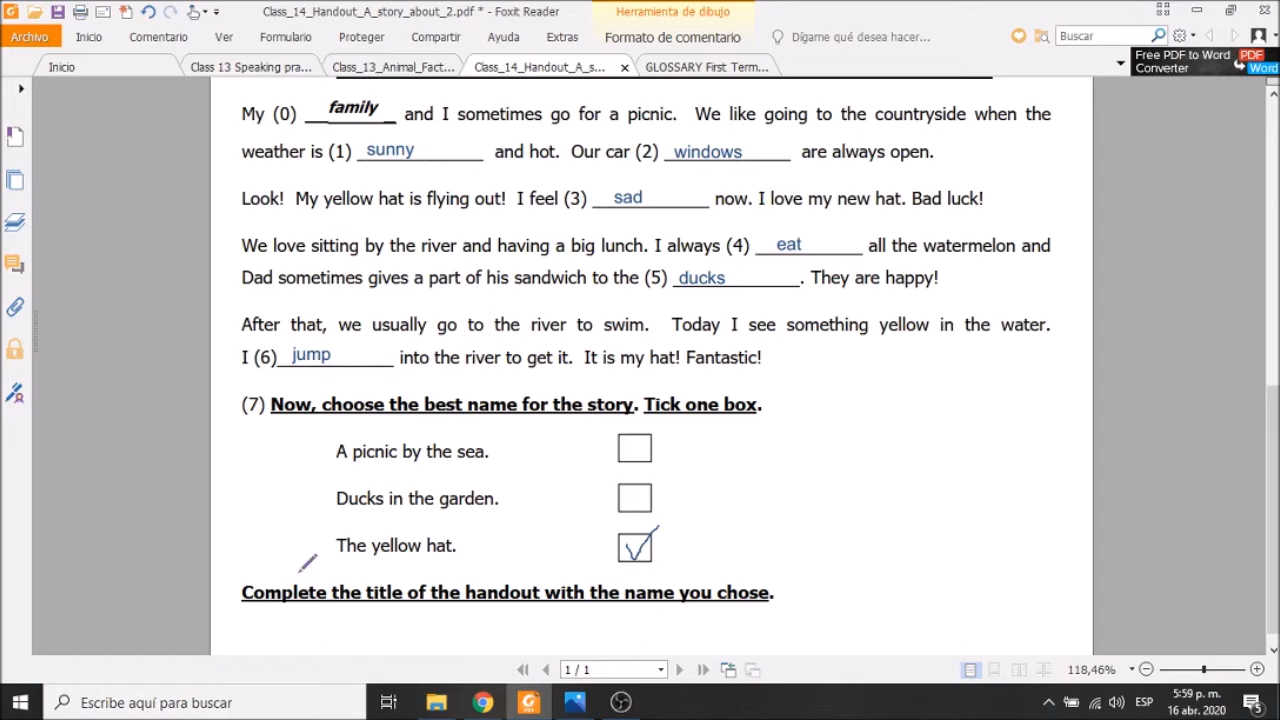 Class_14_Handout_A_story_about_2.pdf * - Foxit Reader
Herramienta de dibujo
Archivo Inicio Comentario Ver Formulario Proteger Compartir Ayuda Extras Formato de comentario Dígame qué desea hacer... Buscar
Inicio Class 13 Speaking pra... Class_13_Animal_Fact... Class_14_Handout_A_s... GLOSSARY First Term...
Free PDF to Word Converter PDF Word
My (0) family and I sometimes go for a picnic. We like going to the countryside when the
weather is (1) sunny and hot. Our car (2) windows are always open.
Look! My yellow hat is flying out! I feel (3) sad now. I love my new hat. Bad luck!
We love sitting by the river and having a big lunch. I always (4) eat all the watermelon and
Dad sometimes gives a part of his sandwich to the (5) ducks. They are happy!
After that, we usually go to the river to swim. Today I see something yellow in the water.
I (6) jump into the river to get it. It is my hat! Fantastic!
(7) Now, choose the best name for the story. Tick one box.
A picnic by the sea.
Ducks in the garden.
The yellow hat.
Complete the title of the handout with the name you chose.
1 / 1
118,46%
Escribe aquí para buscar
ESP
5:59 p. m.
16 abr. 2020
5